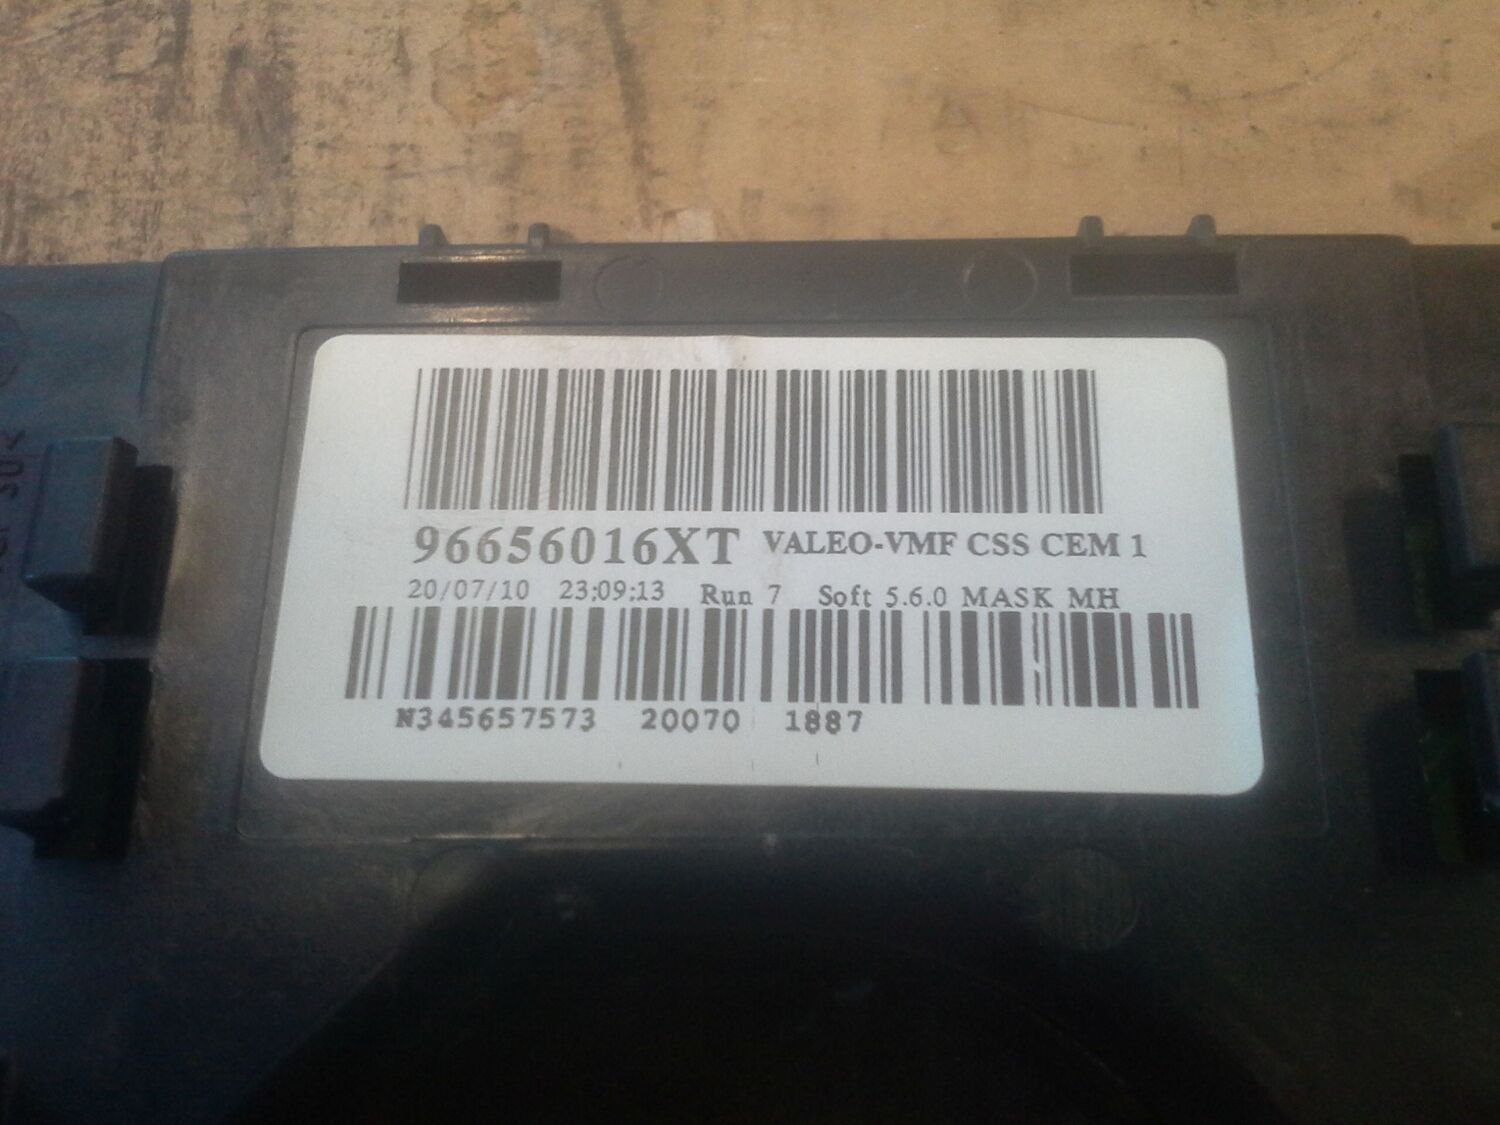 96656016XT VALEO-VMF CSS CEM 1
20/07/10 23:09:13 Run 7 Soft 5.6.0 MASK MH
N345657573 20070 1887